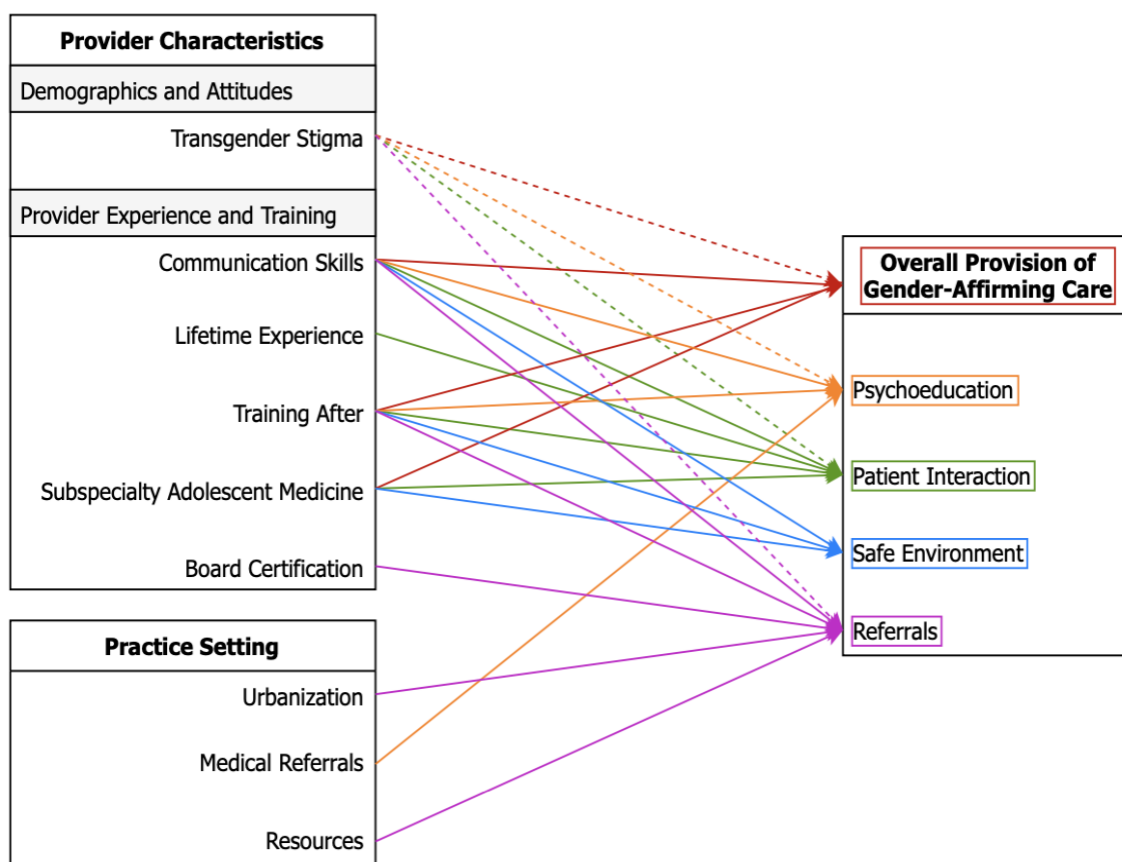 Provider Characteristics
Demographics and Attitudes
Transgender Stigma
Provider Experience and Training
Communication Skills
Lifetime Experience
Training After
Subspecialty Adolescent Medicine
Board Certification
Practice Setting
Urbanization
Medical Referrals
Resources
Overall Provision of
Gender-Affirming Care
Psychoeducation
Patient Interaction
Safe Environment
Referrals